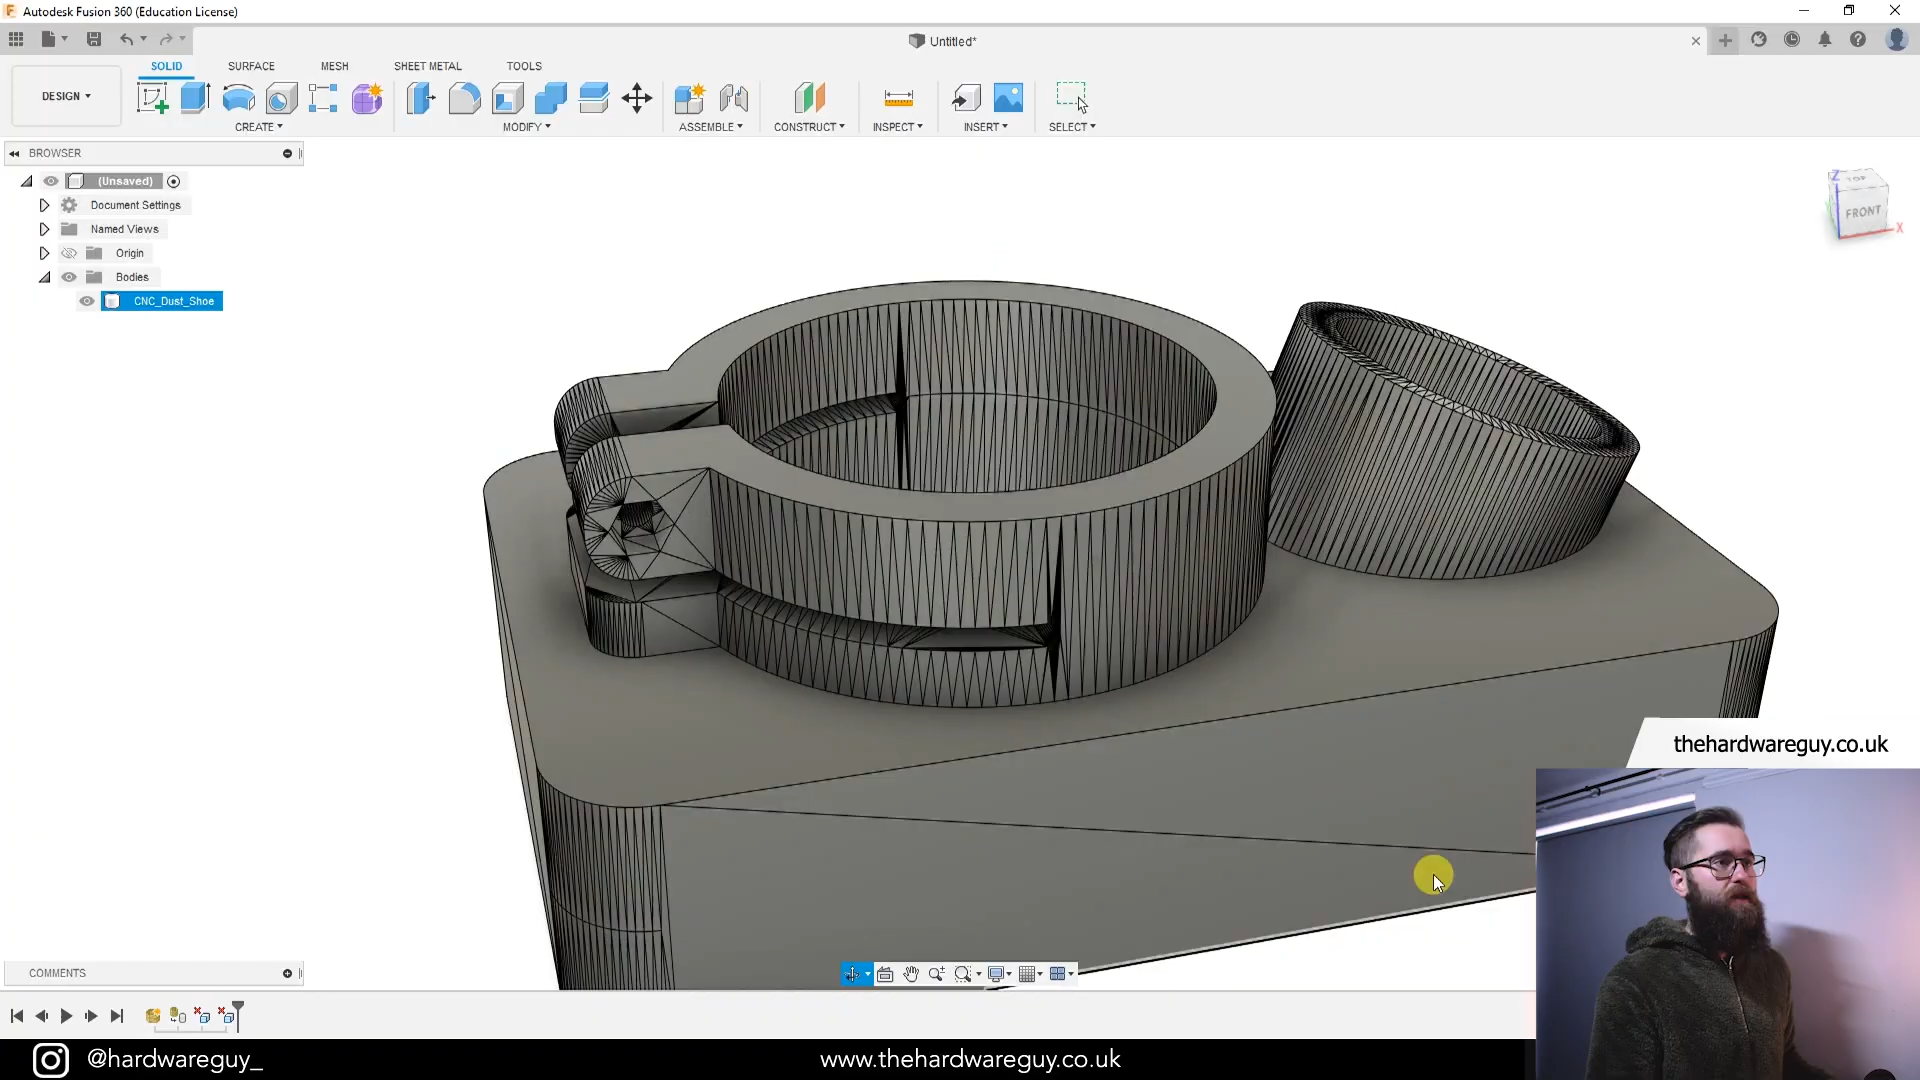 Autodesk Fusion 360 (Education License)
Untitled*
SOLID SURFACE MESH SHEET METAL TOOLS
DESIGN
CREATE MODIFY ASSEMBLE CONSTRUCT INSPECT INSERT SELECT
BROWSER
(Unsaved)
Document Settings
Named Views
Origin
Bodies
CNC_Dust_Shoe
Z
TOP
FRONT
X
thehardwareguy.co.uk
COMMENTS
@hardwareguy_
www.thehardwareguy.co.uk